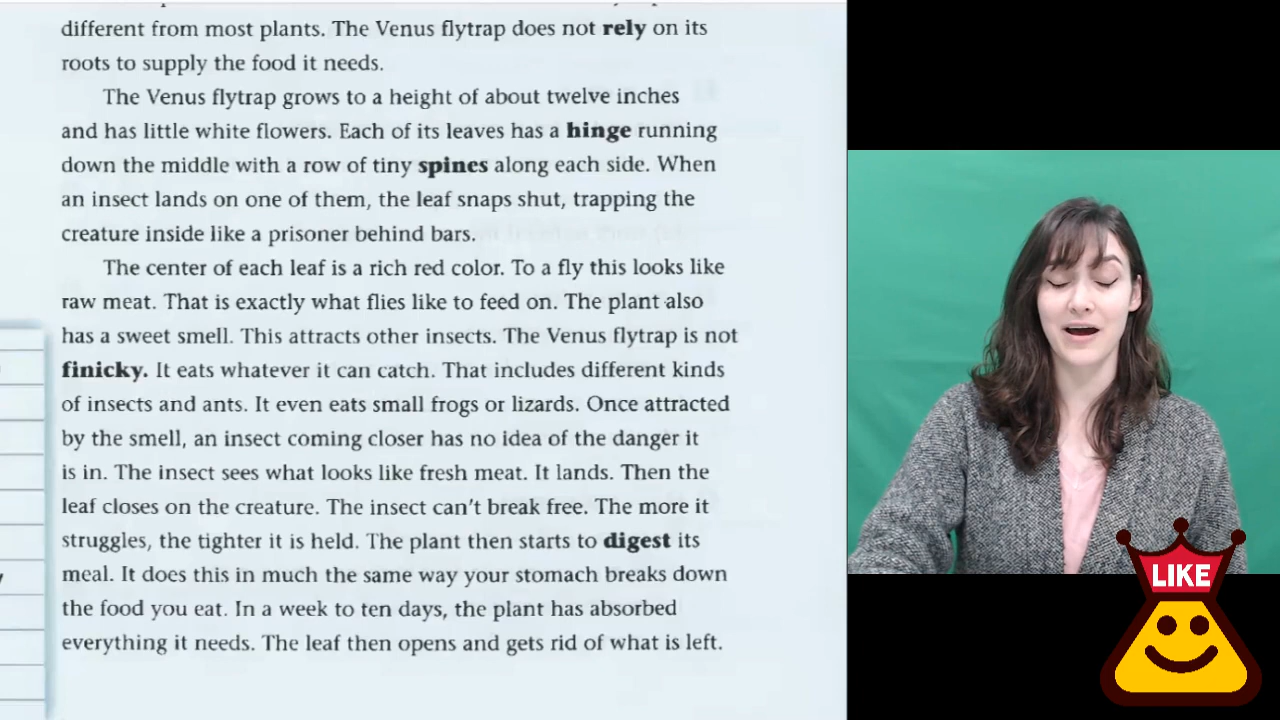 different from most plants. The Venus flytrap does not rely on its
roots to supply the food it needs.
The Venus flytrap grows to a height of about twelve inches
and has little white flowers. Each of its leaves has a hinge running
down the middle with a row of tiny spines along each side. When
an insect lands on one of them, the leaf snaps shut, trapping the
creature inside like a prisoner behind bars.
The center of each leaf is a rich red color. To a fly this looks like
raw meat. That is exactly what flies like to feed on. The plant also
has a sweet smell. This attracts other insects. The Venus flytrap is not
finicky. It eats whatever it can catch. That includes different kinds
of insects and ants. It even eats small frogs or lizards. Once attracted
by the smell, an insect coming closer has no idea of the danger it
is in. The insect sees what looks like fresh meat. It lands. Then the
leaf closes on the creature. The insect can't break free. The more it
struggles, the tighter it is held. The plant then starts to digest its
meal. It does this in much the same way your stomach breaks down
the food you eat. In a week to ten days, the plant has absorbed
everything it needs. The leaf then opens and gets rid of what is left.
LIKE